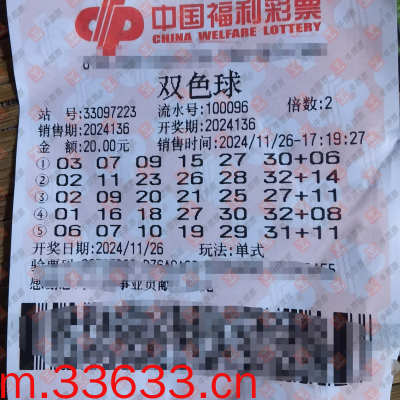 中国福利彩票
CHINA WELFARE LOTTERY
双色球
站 号:33097223 流水号:100096 倍数:2
销售期:2024136 开奖期:2024136
金 额:20.00元 销售时间:2024/11/26-17:19:27
① 03 07 09 15 27 30+06
② 02 11 23 26 28 32+14
③ 02 09 20 21 25 27+11
④ 01 16 18 27 30 32+08
⑤ 06 07 10 19 29 31+11
开奖日期:2024/11/26 玩法:单式
m.33633.cn